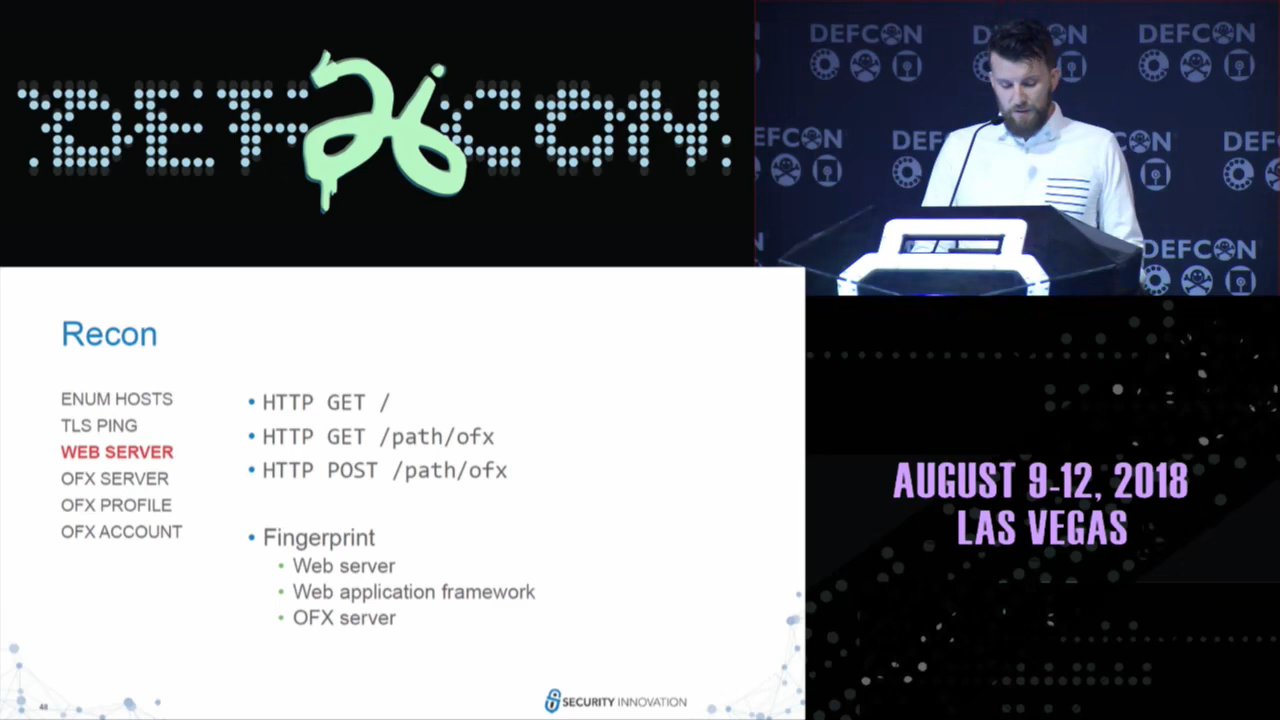 DEF CON
26
DEFCON DEFCON DEFCON
DEFCON DEFCON DEFCON
DEFCON
Recon
ENUM HOSTS
TLS PING
WEB SERVER
OFX SERVER
OFX PROFILE
OFX ACCOUNT
• HTTP GET /
• HTTP GET /path/ofx
• HTTP POST /path/ofx
• Fingerprint
• Web server
• Web application framework
• OFX server
48
SECURITY INNOVATION
AUGUST 9-12, 2018
LAS VEGAS